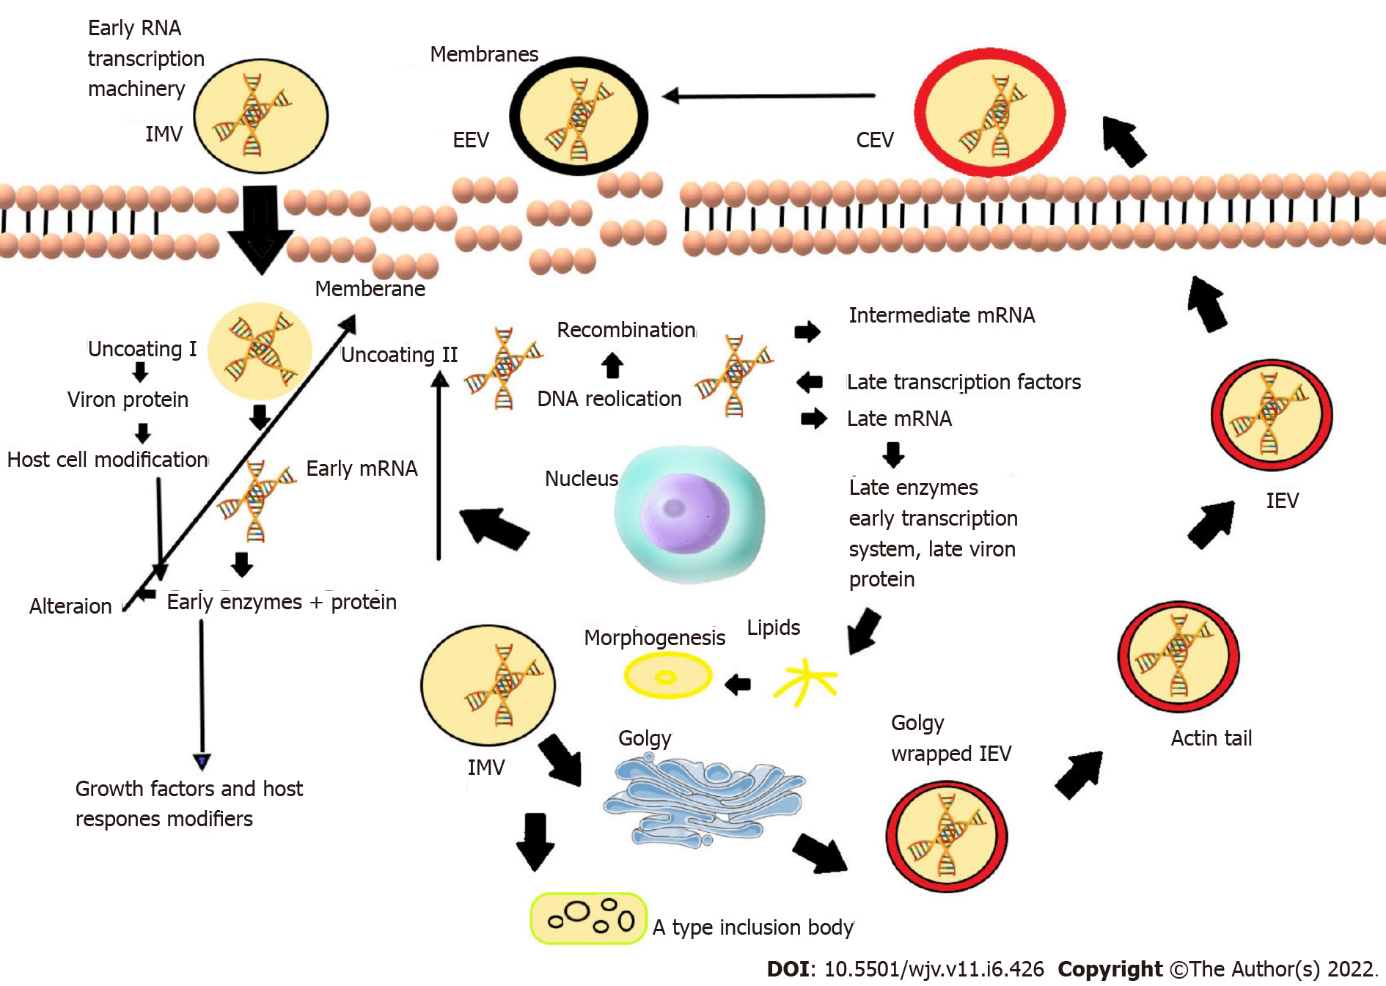 Early RNA
transcription
machinery
IMV
Membranes
EEV
CEV
Memberane
Uncoating I
Viron protein
Host cell modification
Alteraion
Early mRNA
Early enzymes + protein
Growth factors and host
respones modifiers
Uncoating II
Recombination
DNA reolication
Intermediate mRNA
Late transcription factors
Late mRNA
Late enzymes
early transcription
system, late viron
protein
Nucleus
Lipids
Morphogenesis
IMV
Golgy
A type inclusion body
Golgy
wrapped IEV
Actin tail
IEV
DOI: 10.5501/wjv.v11.i6.426 Copyright ©The Author(s) 2022.